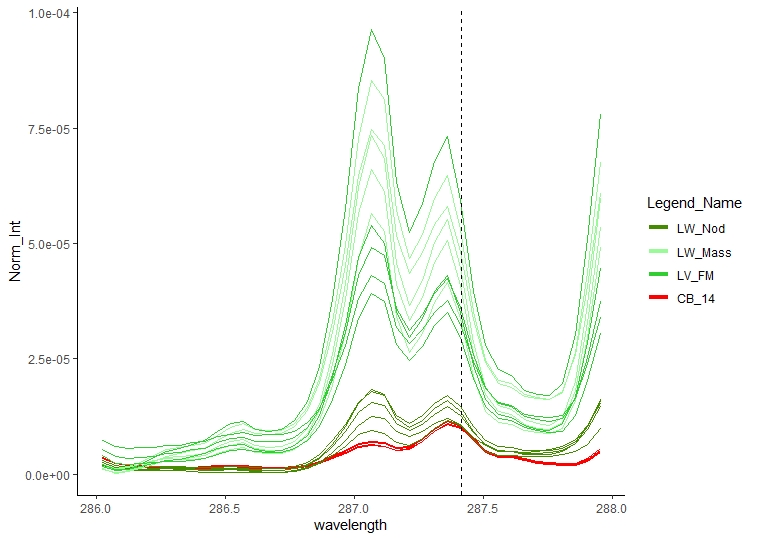 1.0e-04
7.5e-05
5.0e-05
2.5e-05
0.0e+00
Norm_Int
286.0 286.5 287.0 287.5 288.0
wavelength
Legend_Name
LW_Nod
LW_Mass
LV_FM
CB_14